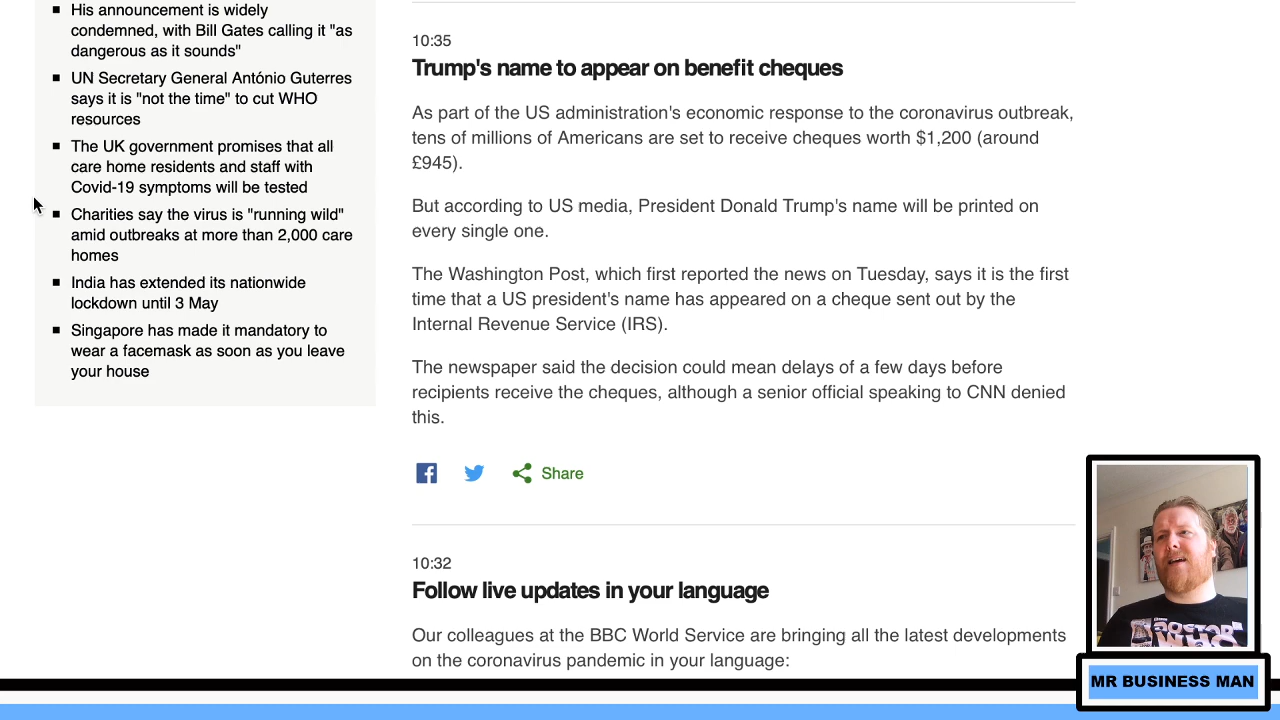 His announcement is widely
condemned, with Bill Gates calling it "as
dangerous as it sounds"
UN Secretary General António Guterres
says it is "not the time" to cut WHO
resources
The UK government promises that all
care home residents and staff with
Covid-19 symptoms will be tested
Charities say the virus is "running wild"
amid outbreaks at more than 2,000 care
homes
India has extended its nationwide
lockdown until 3 May
Singapore has made it mandatory to
wear a facemask as soon as you leave
your house
10:35
Trump's name to appear on benefit cheques
As part of the US administration's economic response to the coronavirus outbreak,
tens of millions of Americans are set to receive cheques worth $1,200 (around
£945).
But according to US media, President Donald Trump's name will be printed on
every single one.
The Washington Post, which first reported the news on Tuesday, says it is the first
time that a US president's name has appeared on a cheque sent out by the
Internal Revenue Service (IRS).
The newspaper said the decision could mean delays of a few days before
recipients receive the cheques, although a senior official speaking to CNN denied
this.
Share
10:32
Follow live updates in your language
Our colleagues at the BBC World Service are bringing all the latest developments
on the coronavirus pandemic in your language:
DOCTOR
WHO
MR BUSINESS MAN